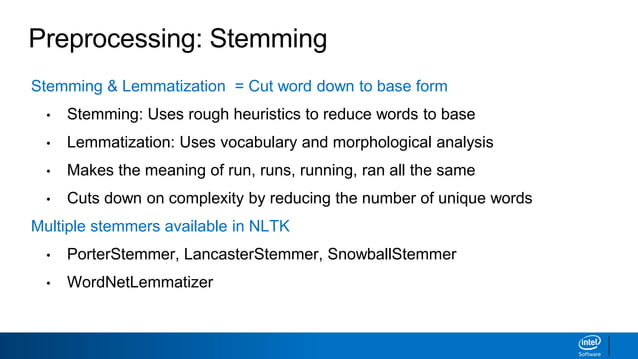 Preprocessing: Stemming
Stemming & Lemmatization = Cut word down to base form
• Stemming: Uses rough heuristics to reduce words to base
• Lemmatization: Uses vocabulary and morphological analysis
• Makes the meaning of run, runs, running, ran all the same
• Cuts down on complexity by reducing the number of unique words
Multiple stemmers available in NLTK
• PorterStemmer, LancasterStemmer, SnowballStemmer
• WordNetLemmatizer
intel
Software